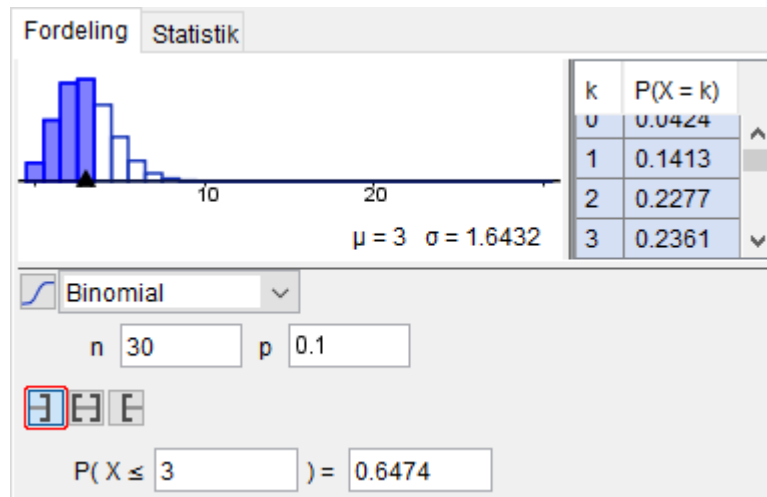 Fordeling Statistik
k P(X = k)
0 0.0424
1 0.1413
2 0.2277
3 0.2361
10 20
μ = 3 σ = 1.6432
Binomial
n 30 p 0.1
P( X ≤ 3 ) = 0.6474